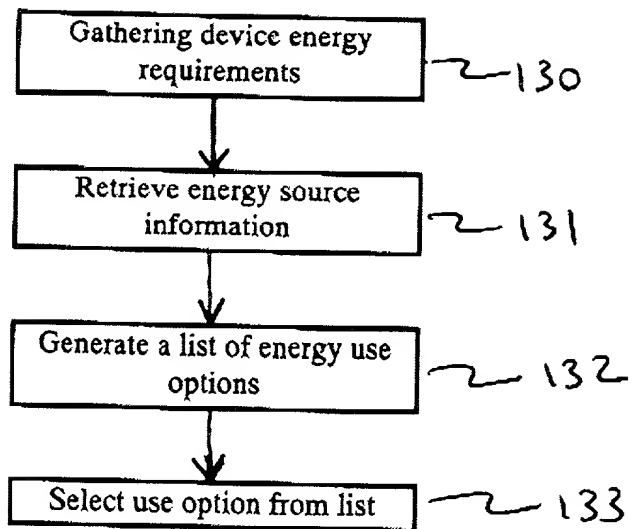 Gathering device energy
requirements
130
Retrieve energy source
information
131
Generate a list of energy use
options
132
Select use option from list
133